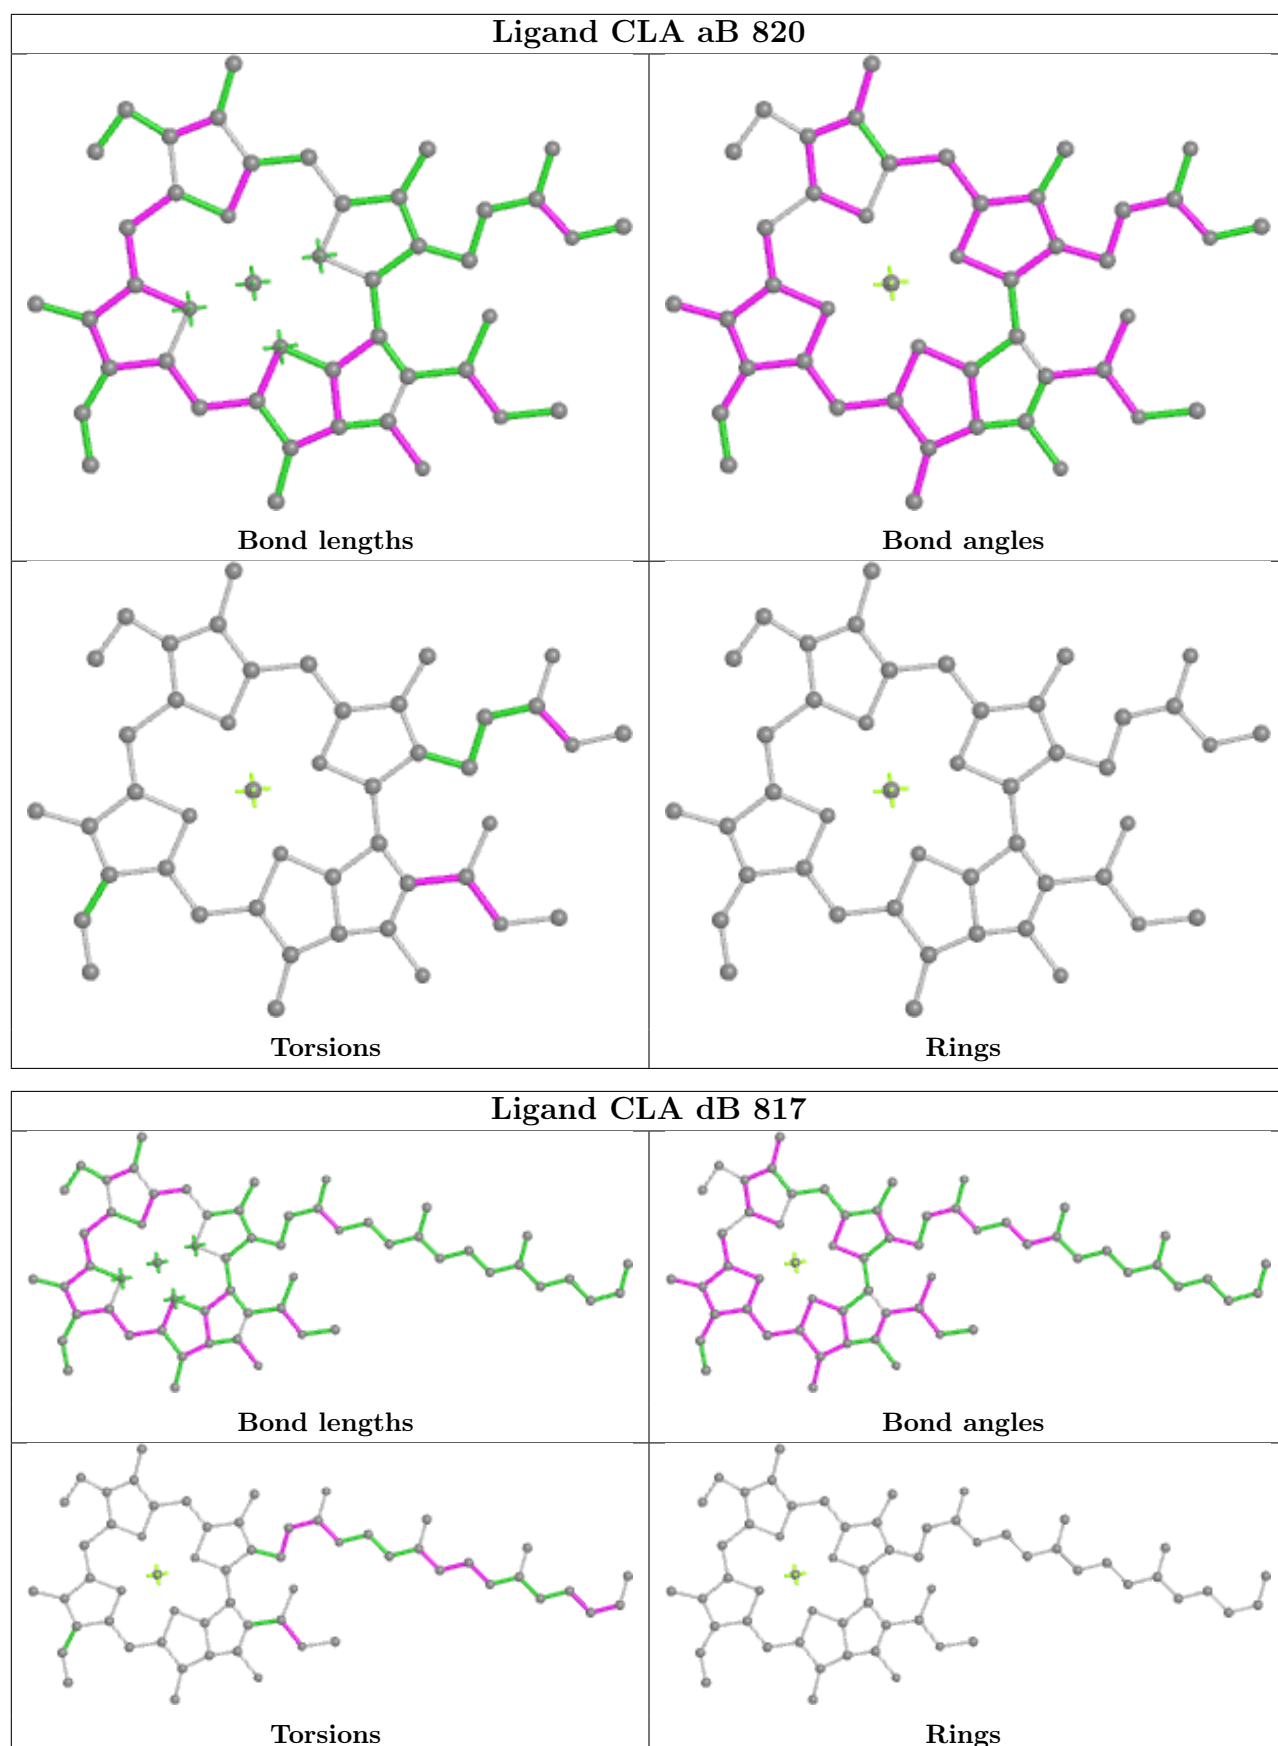 Ligand CLA aB 820
Bond lengths
Bond angles
Torsions
Rings
Ligand CLA dB 817
Bond lengths
Bond angles
Torsions
Rings